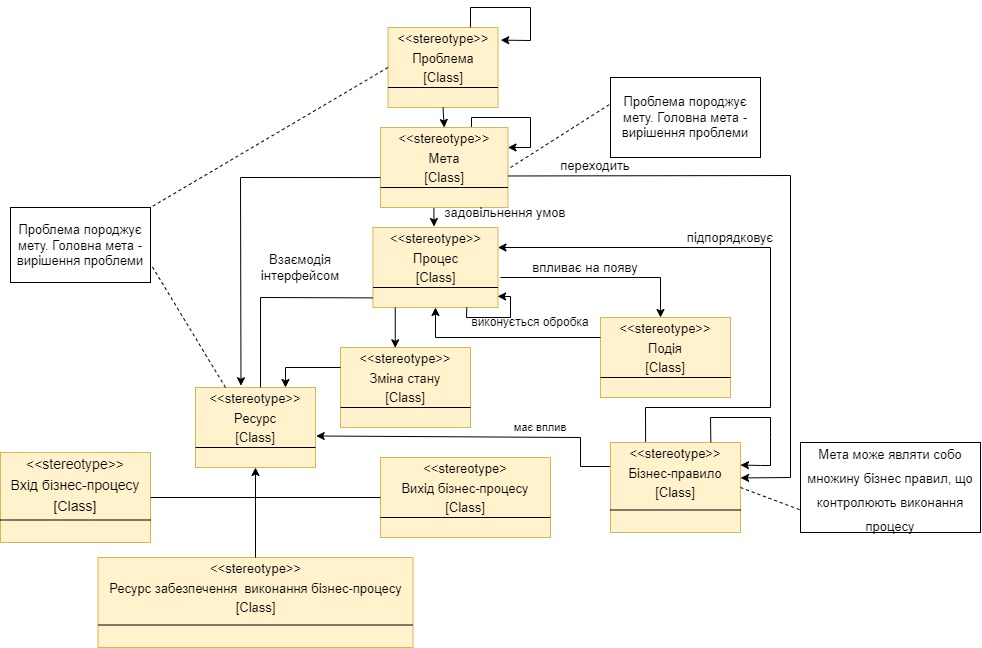 <<stereotype>>
Проблема
[Class]
Проблема породжує
мету. Головна мета -
вирішення проблеми
<<stereotype>>
Мета
[Class]
переходить
задовільнення умов
Проблема породжує
мету. Головна мета -
вирішення проблеми
<<stereotype>>
Процес
[Class]
підпорядковує
Взаємодія
інтерфейсом
впливає на появу
виконується обробка
<<stereotype>>
Подія
[Class]
<<stereotype>>
Зміна стану
[Class]
<<stereotype>>
Ресурс
[Class]
має вплив
<<stereotype>>
Бізнес-правило
[Class]
Мета може являти собо
множину бізнес правил, що
контролюють виконання
процесу
<<stereotype>>
Вхід бізнес-процесу
[Class]
<<stereotype>
Вихід бізнес-процесу
[Class]
<<stereotype>>
Ресурс забезпечення  виконання бізнес-процесу
[Class]